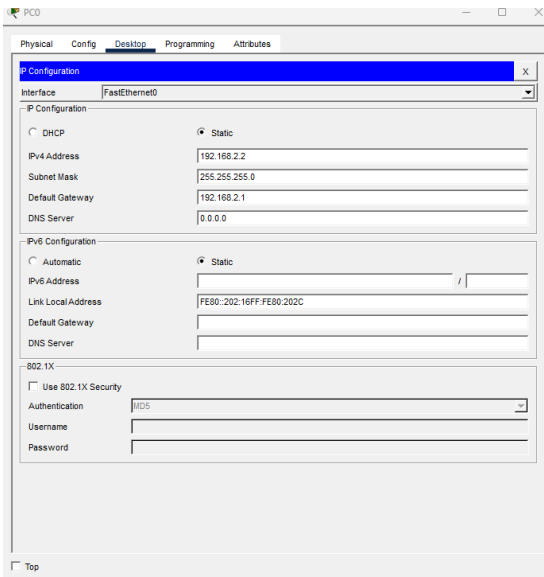 PC0
Physical Config Desktop Programming Attributes
IP Configuration X
Interface FastEthernet0
IP Configuration
DHCP Static
IPv4 Address 192.168.2.2
Subnet Mask 255.255.255.0
Default Gateway 192.168.2.1
DNS Server 0.0.0.0
IPv6 Configuration
Automatic Static
IPv6 Address /
Link Local Address FE80::202:16FF:FE80:202C
Default Gateway
DNS Server
802.1X
Use 802.1X Security
Authentication MD5
Username
Password
Top